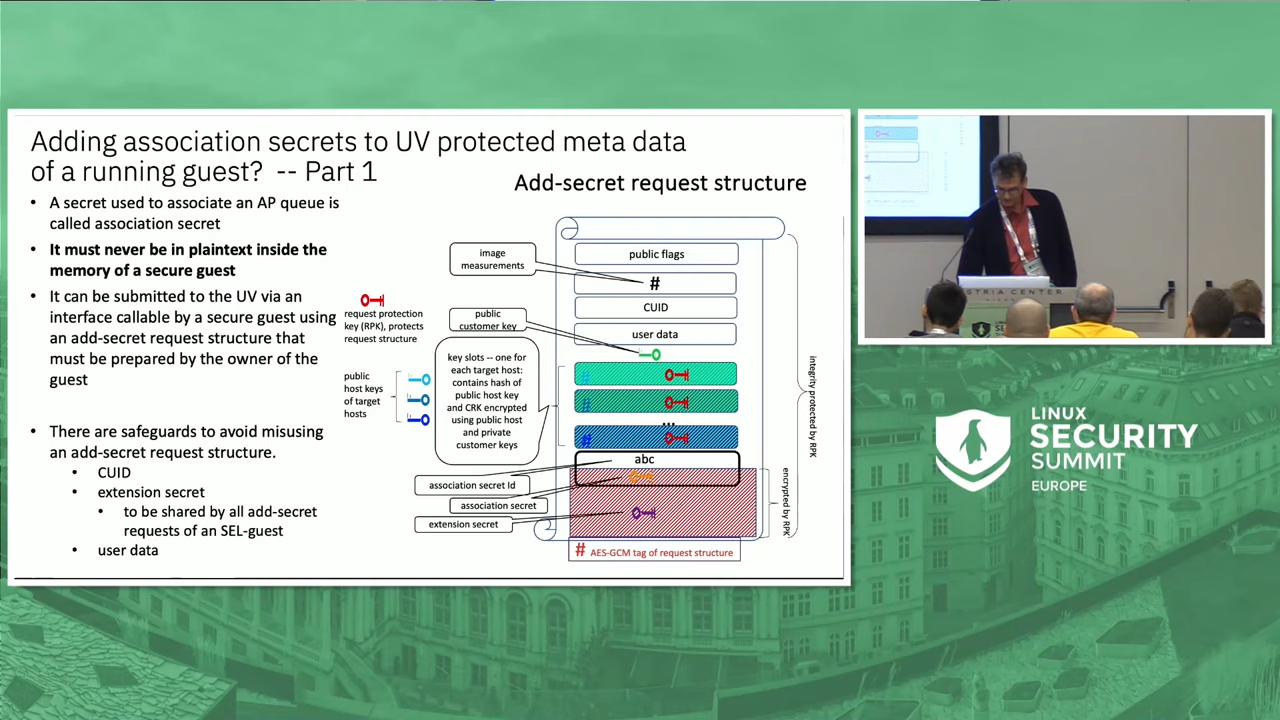 Adding association secrets to UV protected meta data
of a running guest? -- Part 1
• A secret used to associate an AP queue is
called association secret
• It must never be in plaintext inside the
memory of a secure guest
• It can be submitted to the UV via an
interface callable by a secure guest using
an add-secret request structure that
must be prepared by the owner of the
guest
• There are safeguards to avoid misusing
an add-secret request structure.
• CUID
• extension secret
• to be shared by all add-secret
requests of an SEL-guest
• user data
Add-secret request structure
image
measurements
public flags
#
CUID
user data
request protection
key (RPK), protects
request structure
public
customer key
public
host keys
of target
hosts
key slots -- one for
each target host:
contains hash of
public host key
and CRK encrypted
using public host
and private
customer keys
#
#
...
#
abc
association secret Id
association secret
extension secret
# AES-GCM tag of request structure
integrity protected by RPK
encrypted by RPK
STRIA CENTER
LINUX
SECURITY
SUMMIT
EUROPE